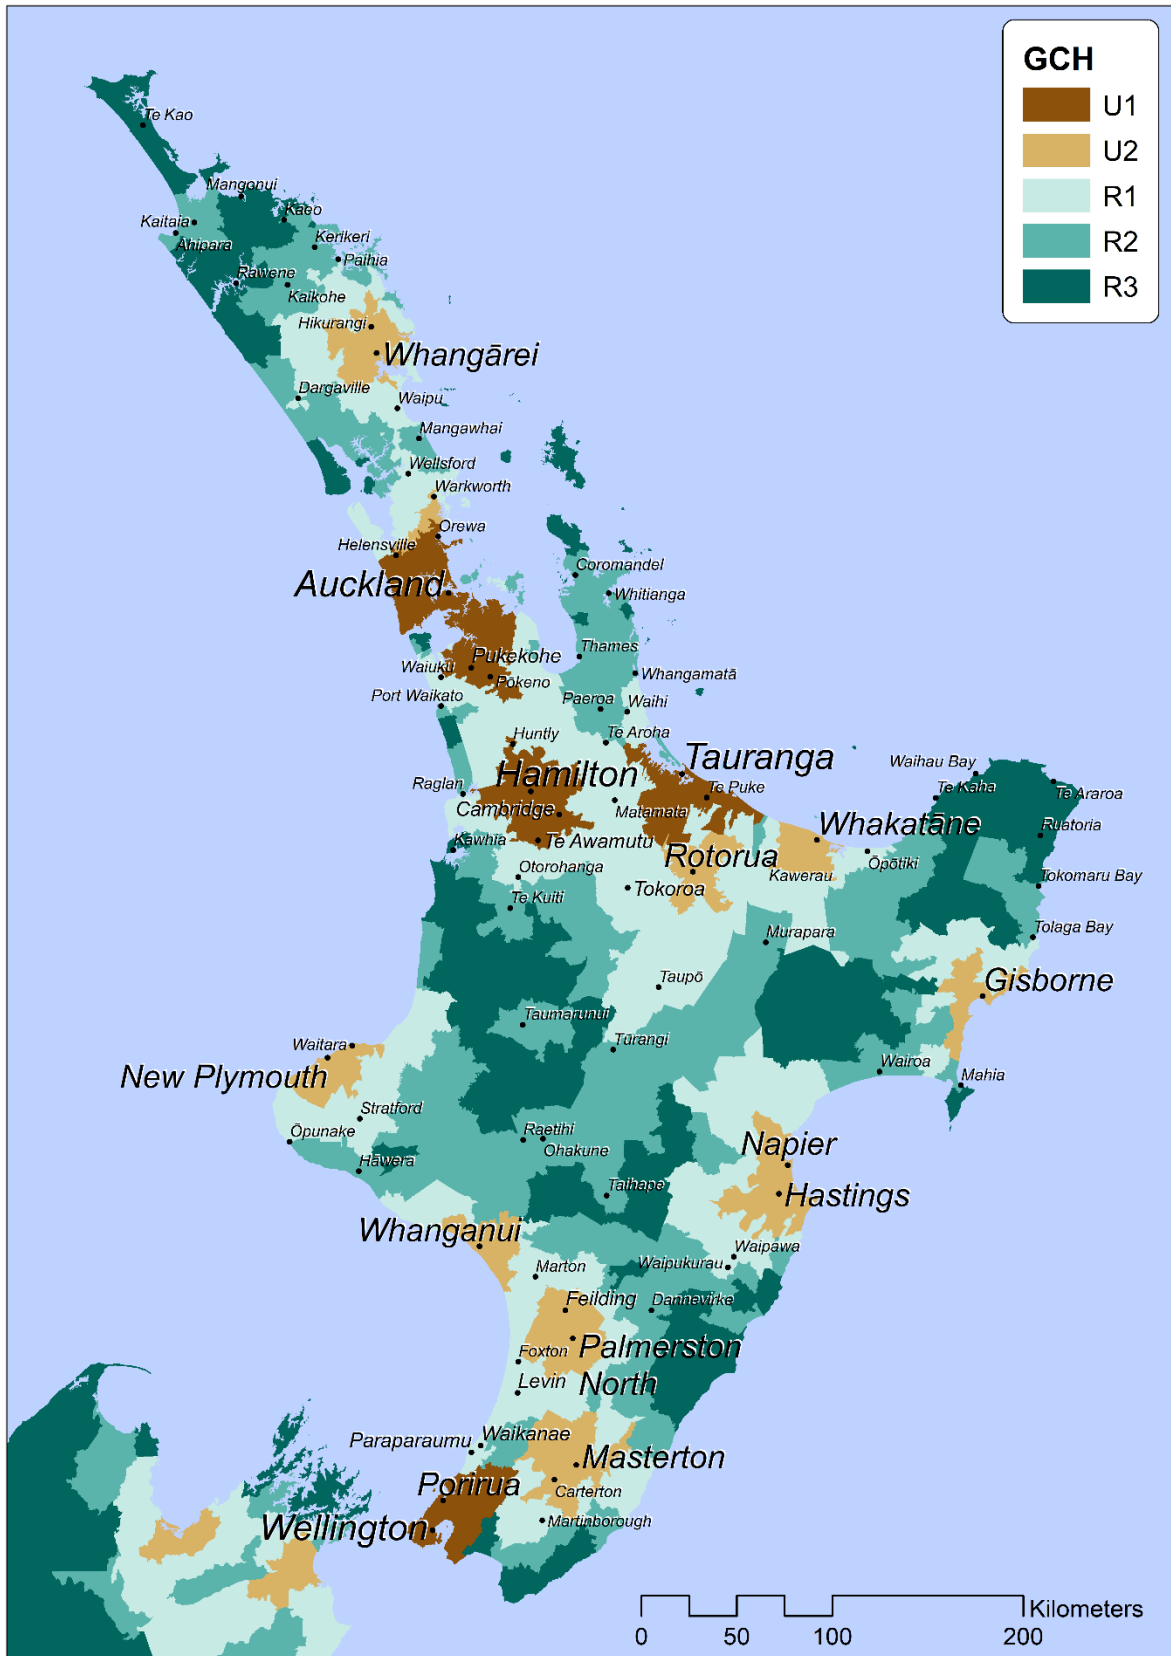 GCH
U1
U2
R1
R2
R3
Te Kao
Mangonui
Kaeo
Kaitaia
Ahipara
Kerikeri
Paihia
Rawene
Kaikohe
Hikurangi
Whangārei
Dargaville
Waipu
Mangawhai
Wellsford
Warkworth
Orewa
Helensville
Auckland
Coromandel
Whitianga
Thames
Pukekohe
Waiuku
Pokeno
Whangamatā
Port Waikato
Paeroa
Waihi
Huntly
Te Aroha
Tauranga
Hamilton
Waihau Bay
Raglan
Te Puke
Te Kaha
Te Araroa
Cambridge
Matamata
Whakatāne
Ruatoria
Kawhia
Te Awamutu
Rotorua
Ōpōtiki
Otorohanga
Kawerau
Tokoroa
Tokomaru Bay
Te Kuiti
Murapara
Tolaga Bay
Taupō
Gisborne
Taumarunui
Waitara
Tūrangi
New Plymouth
Wairoa
Mahia
Stratford
Ōpunake
Raetihi
Ohakune
Napier
Hāwera
Taihape
Hastings
Whanganui
Waipawa
Marton
Waipukurau
Feilding
Dannevirke
Palmerston
North
Foxton
Levin
Waikanae
Paraparaumu
Masterton
Porirua
Carterton
Wellington
Martinborough
Kilometers
0 50 100 200